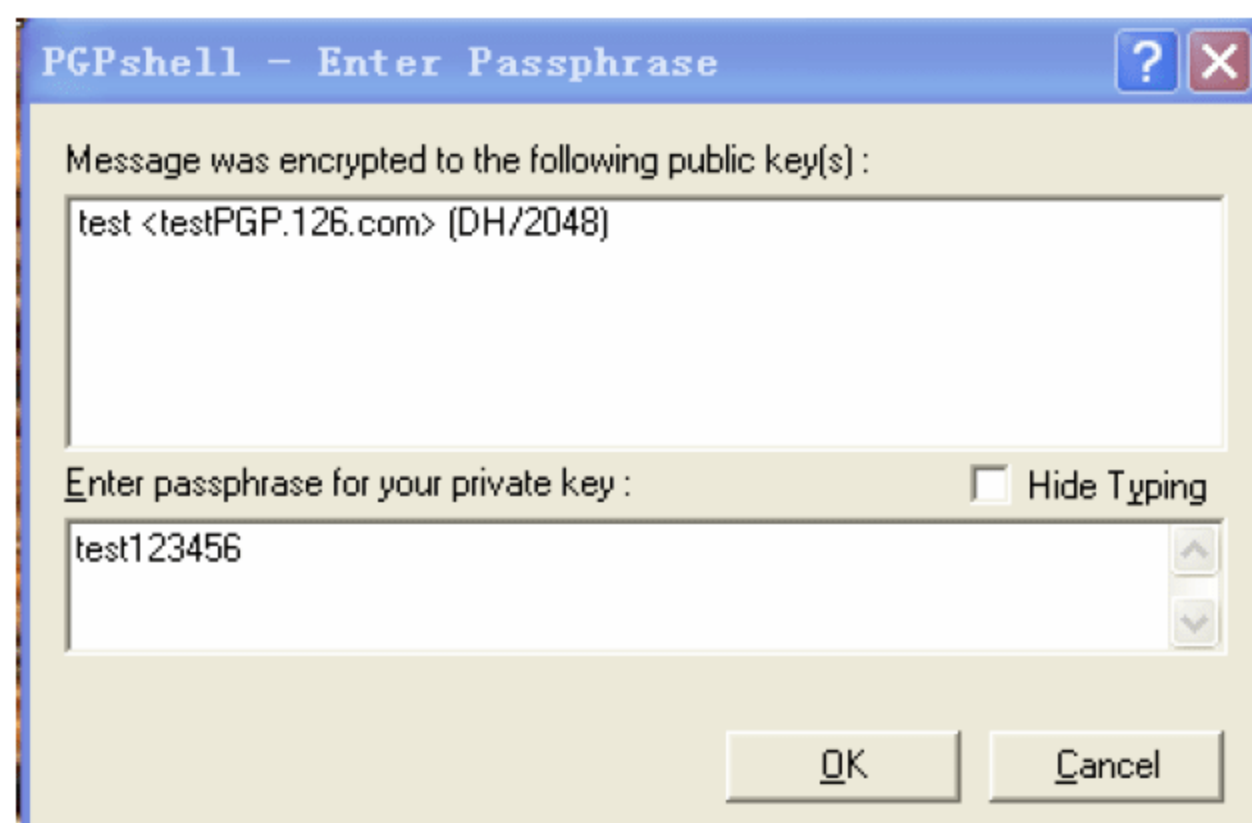 PGPshell - Enter Passphrase
Message was encrypted to the following public key(s) :
test <testPGP.126.com> (DH/2048)
Enter passphrase for your private key :
Hide Typing
test123456
OK
Cancel